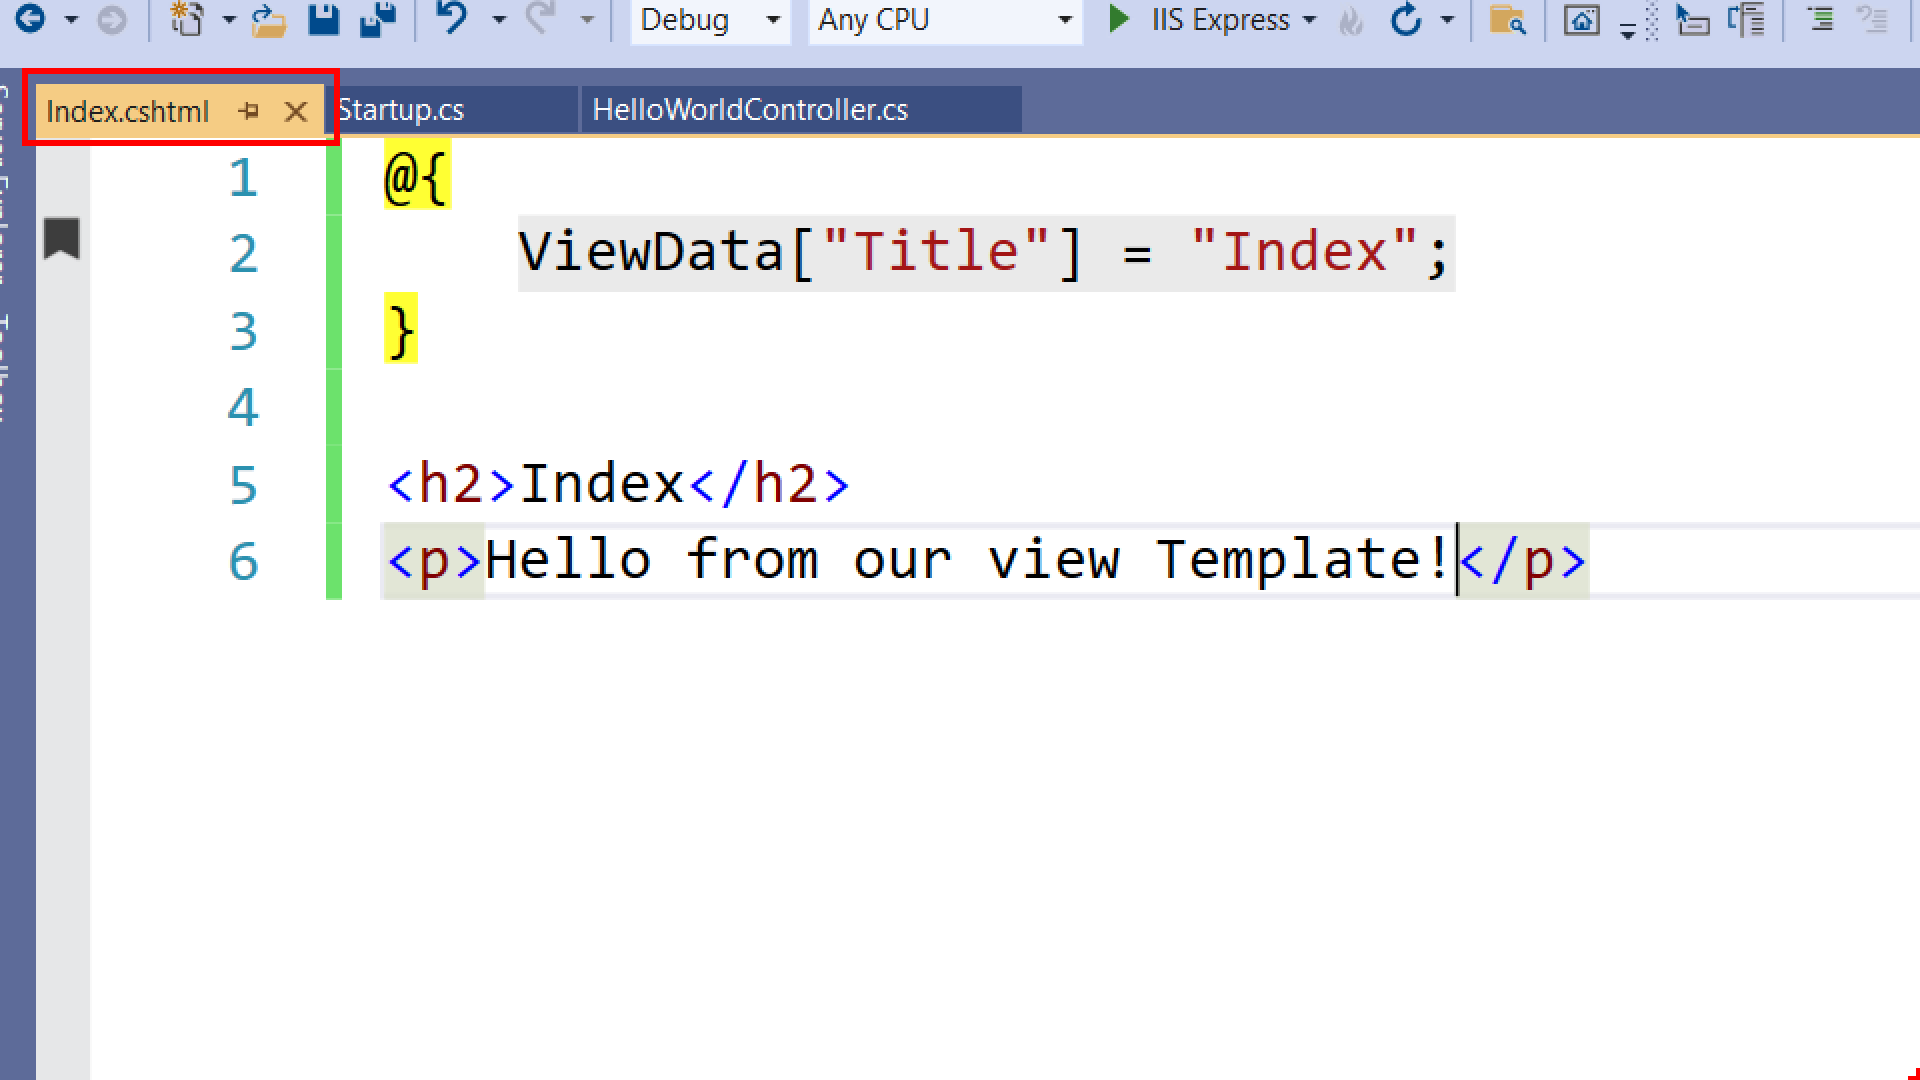 Debug Any CPU IIS Express
Index.cshtml Startup.cs HelloWorldController.cs
1 @{
2 ViewData["Title"] = "Index";
3 }
4
5 <h2>Index</h2>
6 <p>Hello from our view Template!</p>